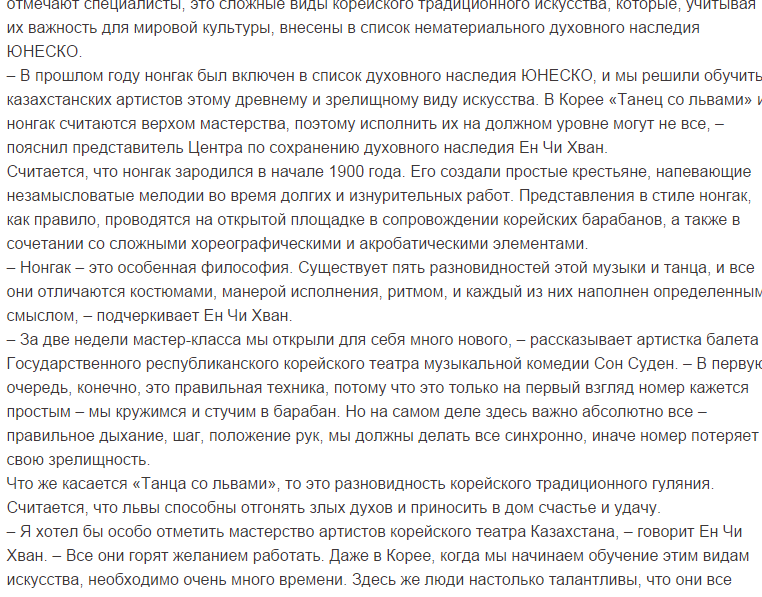 отмечают специалисты, это сложные виды корейского традиционного искусства, которые, учитывая
их важность для мировой культуры, внесены в список нематериального духовного наследия
ЮНЕСКО.
– В прошлом году нонгак был включен в список духовного наследия ЮНЕСКО, и мы решили обучить
казахстанских артистов этому древнему и зрелищному виду искусства. В Корее «Танец со львами» и
нонгак считаются верхом мастерства, поэтому исполнить их на должном уровне могут не все, –
пояснил представитель Центра по сохранению духовного наследия Ен Чи Хван.
Считается, что нонгак зародился в начале 1900 года. Его создали простые крестьяне, напевающие
незамысловатые мелодии во время долгих и изнурительных работ. Представления в стиле нонгак,
как правило, проводятся на открытой площадке в сопровождении корейских барабанов, а также в
сочетании со сложными хореографическими и акробатическими элементами.
– Нонгак – это особенная философия. Существует пять разновидностей этой музыки и танца, и все
они отличаются костюмами, манерой исполнения, ритмом, и каждый из них наполнен определенным
смыслом, – подчеркивает Ен Чи Хван.
– За две недели мастер-класса мы открыли для себя много нового, – рассказывает артистка балета
Государственного республиканского корейского театра музыкальной комедии Сон Суден. – В первую
очередь, конечно, это правильная техника, потому что это только на первый взгляд номер кажется
простым – мы кружимся и стучим в барабан. Но на самом деле здесь важно абсолютно все –
правильное дыхание, шаг, положение рук, мы должны делать все синхронно, иначе номер потеряет
свою зрелищность.
Что же касается «Танца со львами», то это разновидность корейского традиционного гуляния.
Считается, что львы способны отгонять злых духов и приносить в дом счастье и удачу.
– Я хотел бы особо отметить мастерство артистов корейского театра Казахстана, – говорит Ен Чи
Хван. – Все они горят желанием работать. Даже в Корее, когда мы начинаем обучение этим видам
искусства, необходимо очень много времени. Здесь же люди настолько талантливы, что они все